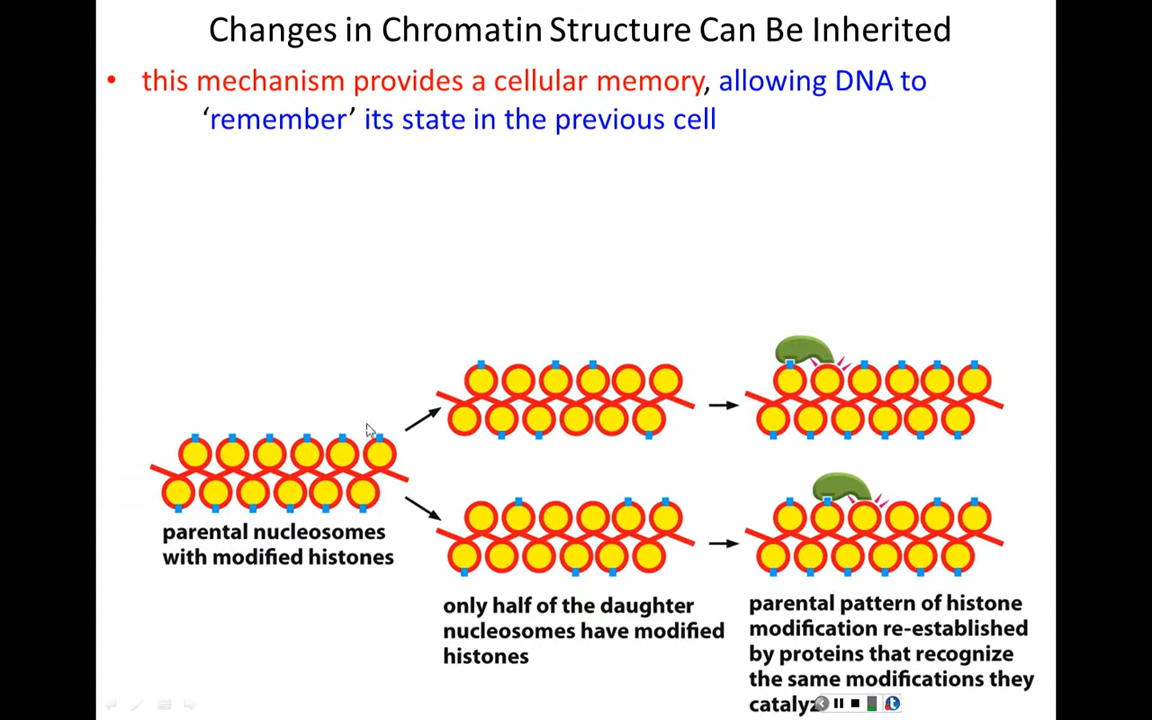 Changes in Chromatin Structure Can Be Inherited
• this mechanism provides a cellular memory, allowing DNA to
‘remember’ its state in the previous cell
parental nucleosomes
with modified histones
only half of the daughter
nucleosomes have modified
histones
parental pattern of histone
modification re-established
by proteins that recognize
the same modifications they